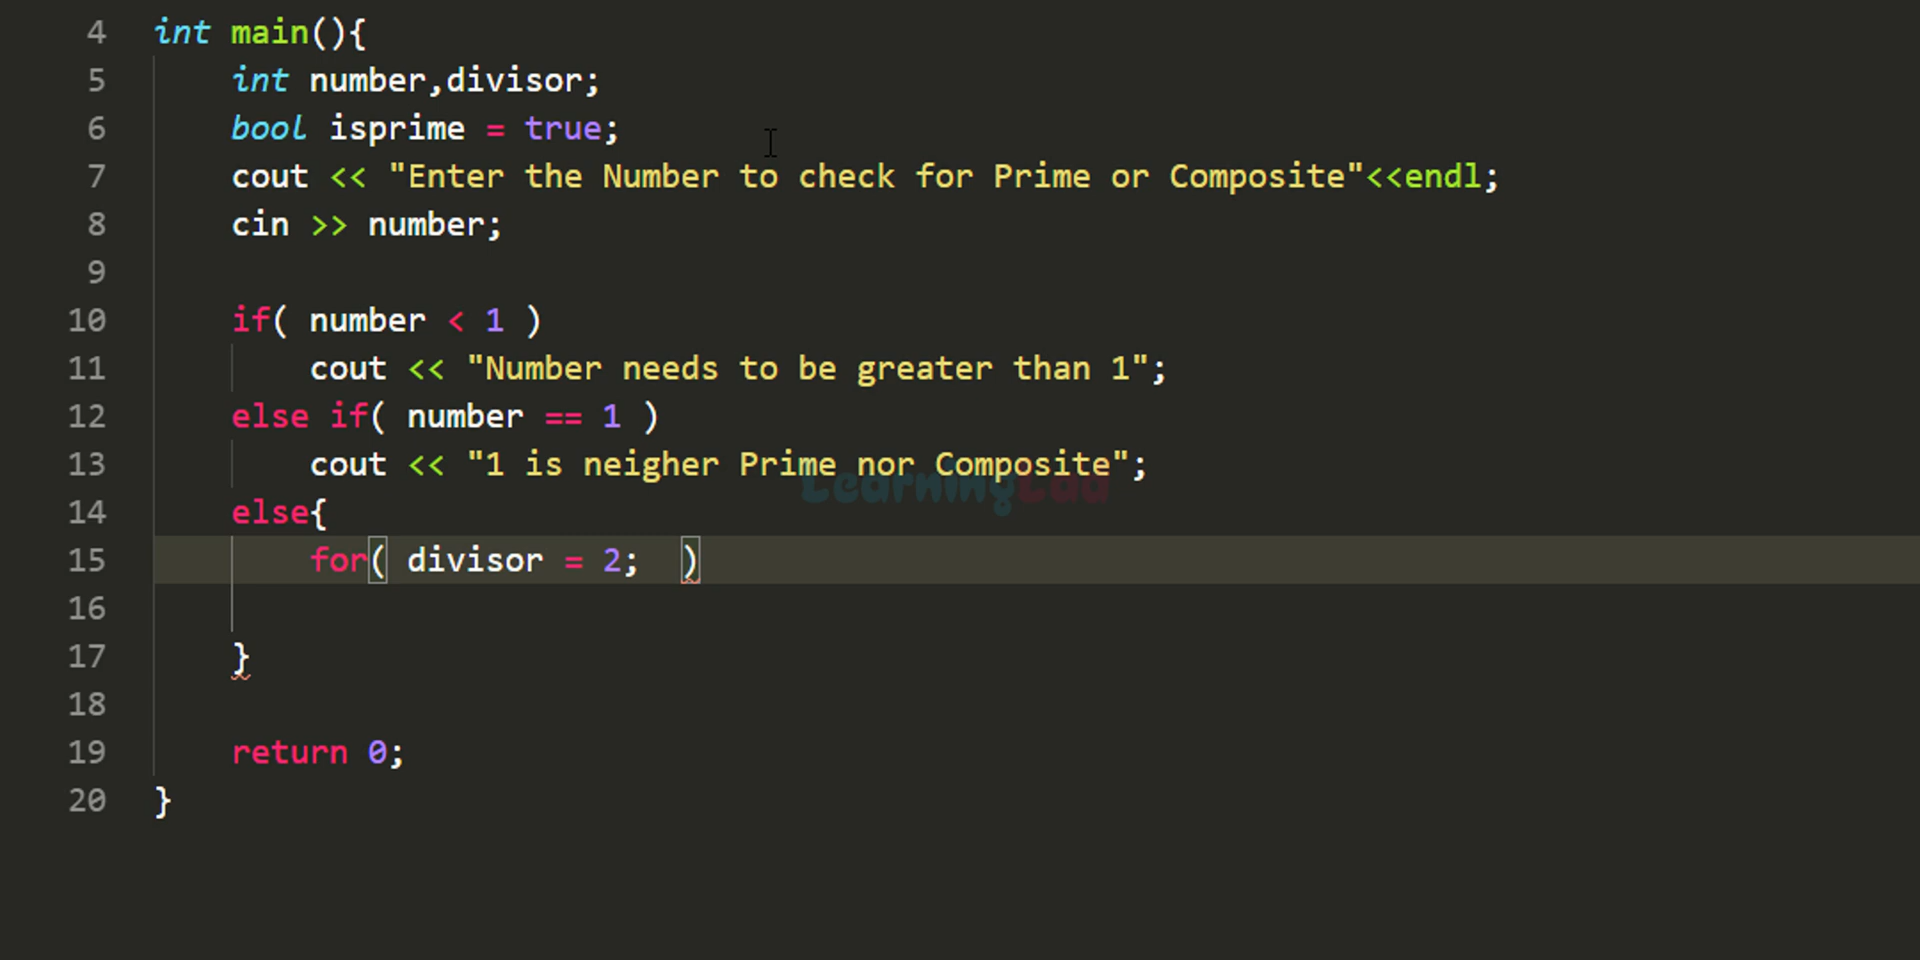 4 int main(){
5 int number,divisor;
6 bool isprime = true;
7 cout << "Enter the Number to check for Prime or Composite"<<endl;
8 cin >> number;
9
10 if( number < 1 )
11 cout << "Number needs to be greater than 1";
12 else if( number == 1 )
13 cout << "1 is neigher Prime nor Composite";
LearningLad
14 else{
15 for( divisor = 2;  )
16
17 }
18
19 return 0;
20 }